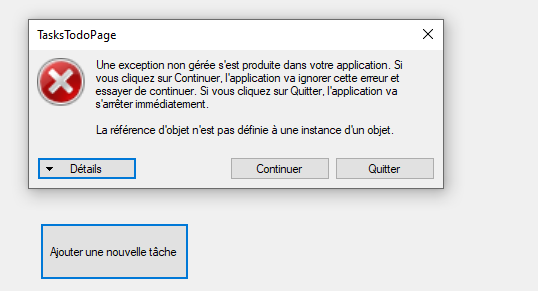 TasksTodoPage
Une exception non gérée s'est produite dans votre application. Si
vous cliquez sur Continuer, l'application va ignorer cette erreur et
essayer de continuer. Si vous cliquez sur Quitter, l'application va
s'arrêter immédiatement.
La référence d'objet n'est pas définie à une instance d'un objet.
Détails
Continuer
Quitter
Ajouter une nouvelle tâche